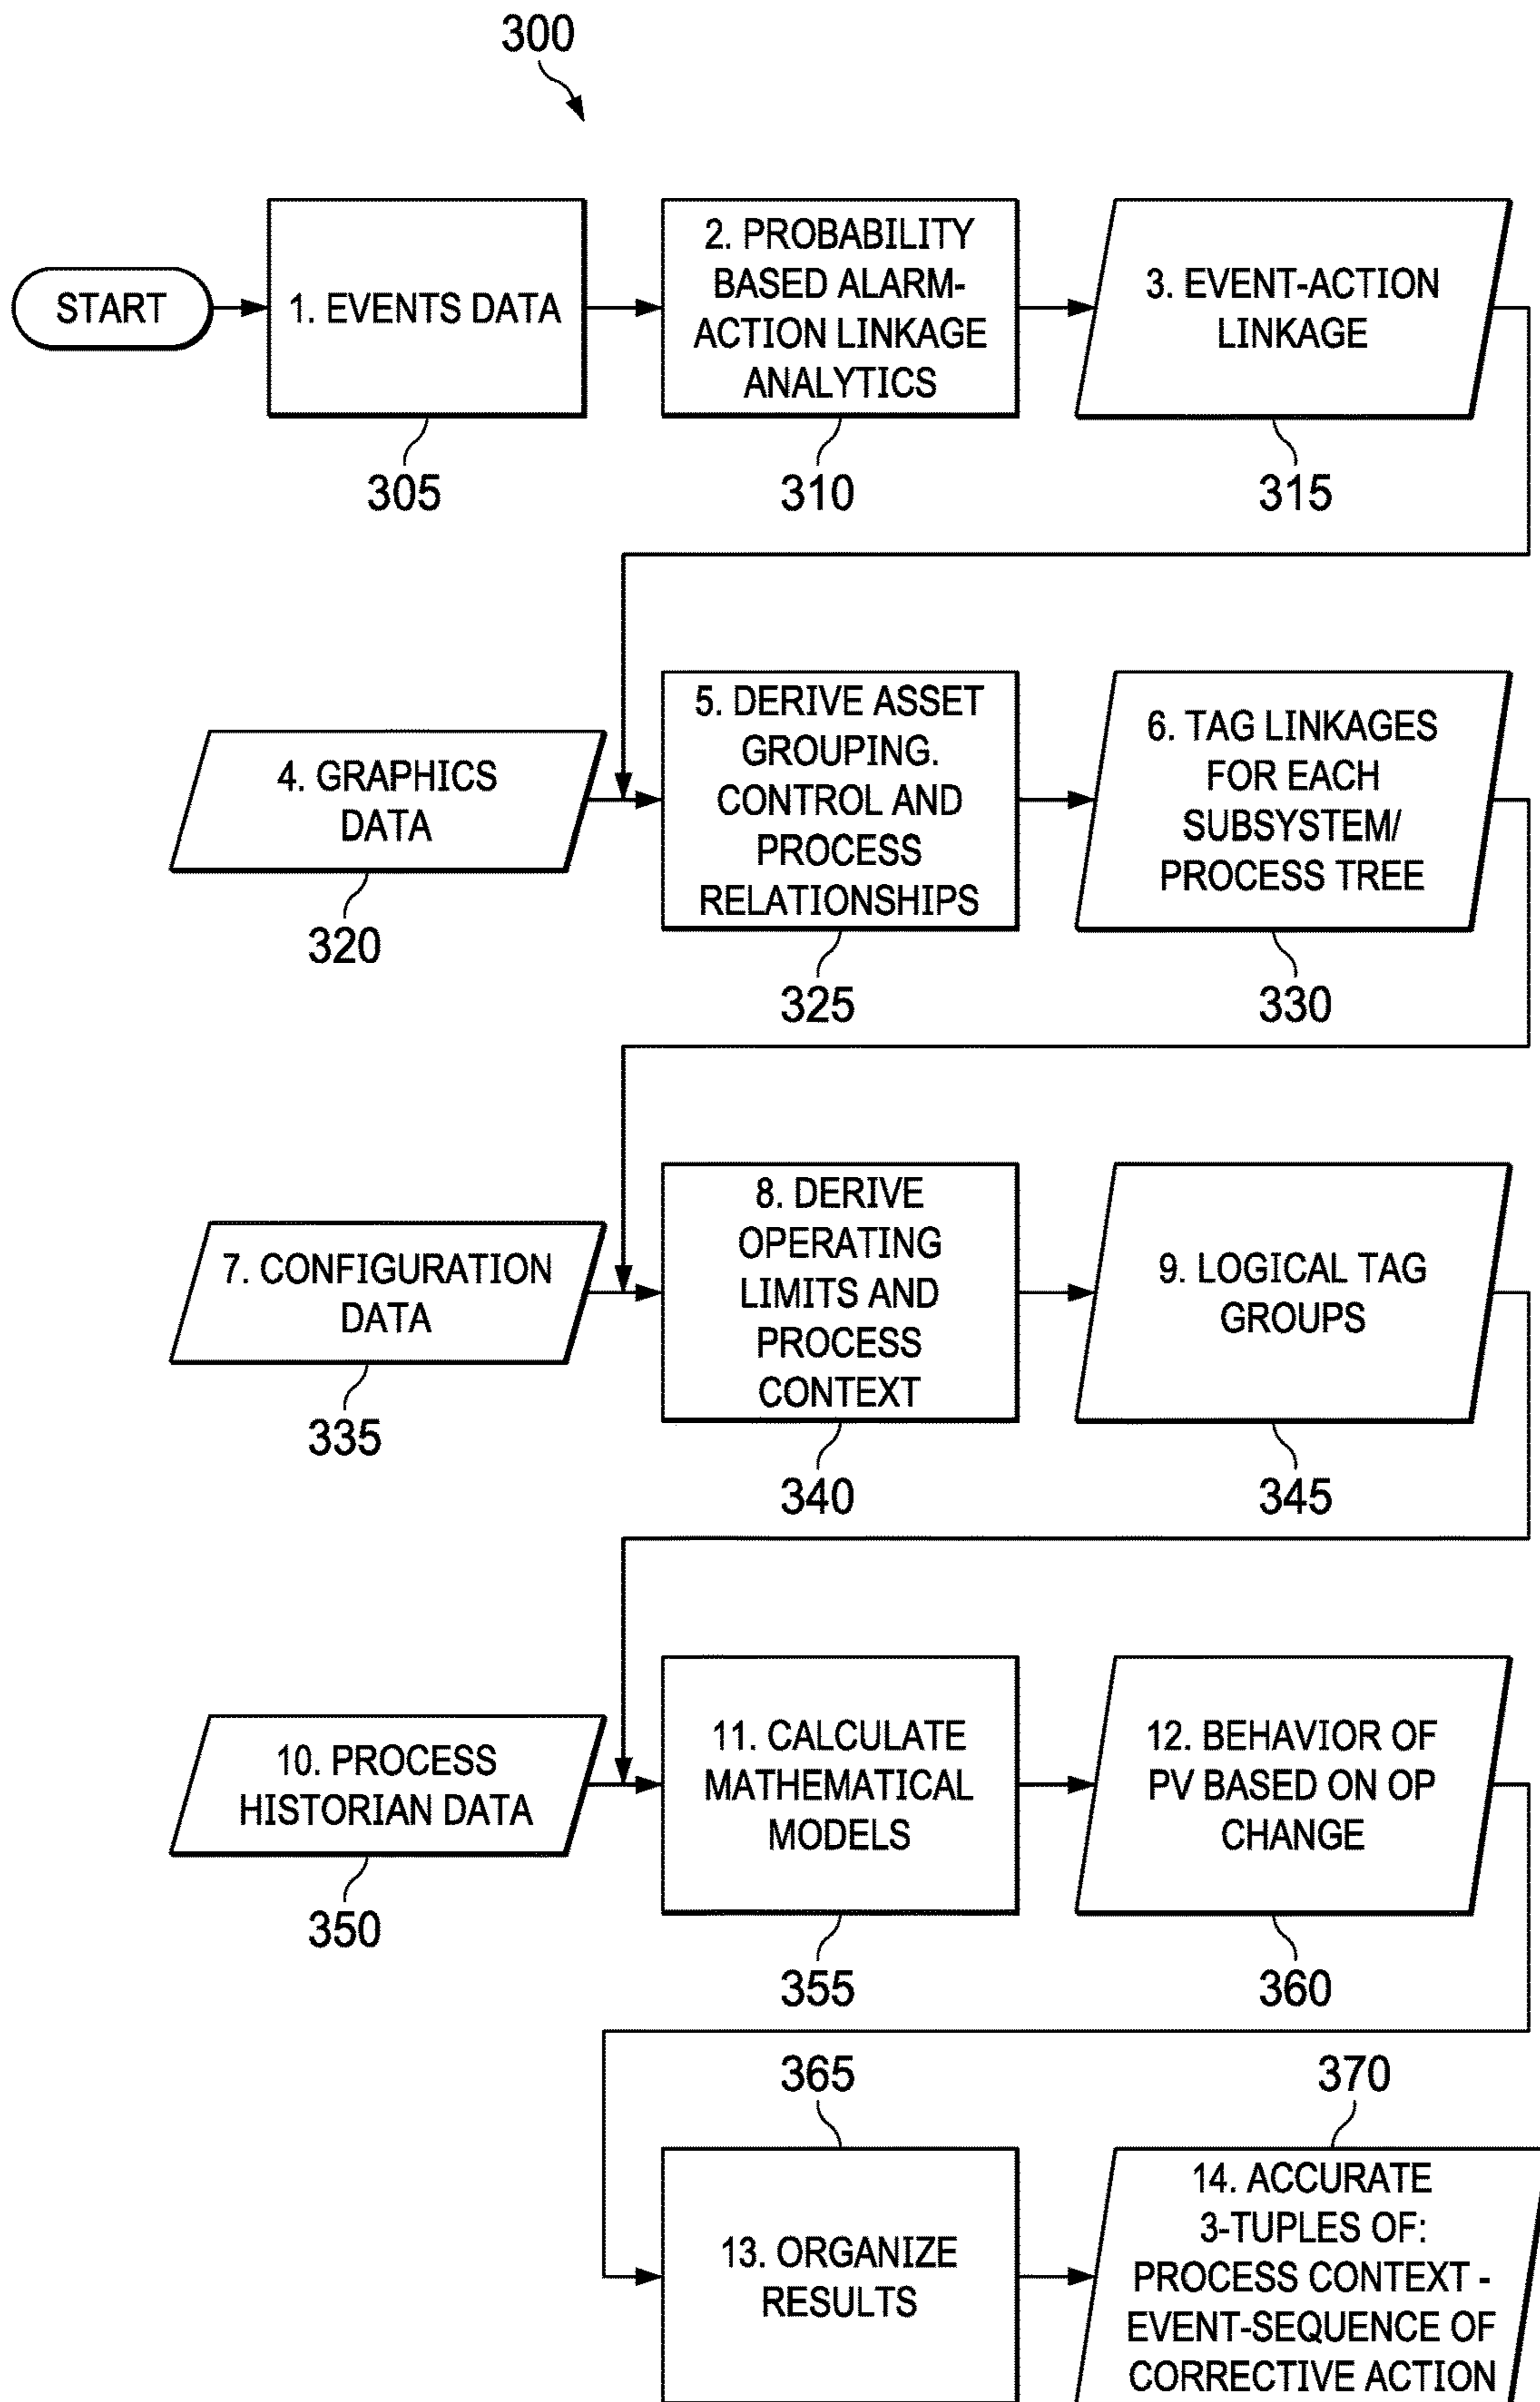 300
START
1. EVENTS DATA
305
2. PROBABILITY
BASED ALARM-
ACTION LINKAGE
ANALYTICS
310
3. EVENT-ACTION
LINKAGE
315
4. GRAPHICS
DATA
320
5. DERIVE ASSET
GROUPING.
CONTROL AND
PROCESS
RELATIONSHIPS
325
6. TAG LINKAGES
FOR EACH
SUBSYSTEM/
PROCESS TREE
330
7. CONFIGURATION
DATA
335
8. DERIVE
OPERATING
LIMITS AND
PROCESS
CONTEXT
340
9. LOGICAL TAG
GROUPS
345
10. PROCESS
HISTORIAN DATA
350
11. CALCULATE
MATHEMATICAL
MODELS
355
12. BEHAVIOR OF
PV BASED ON OP
CHANGE
360
365
13. ORGANIZE
RESULTS
370
14. ACCURATE
3-TUPLES OF:
PROCESS CONTEXT -
EVENT-SEQUENCE OF
CORRECTIVE ACTION